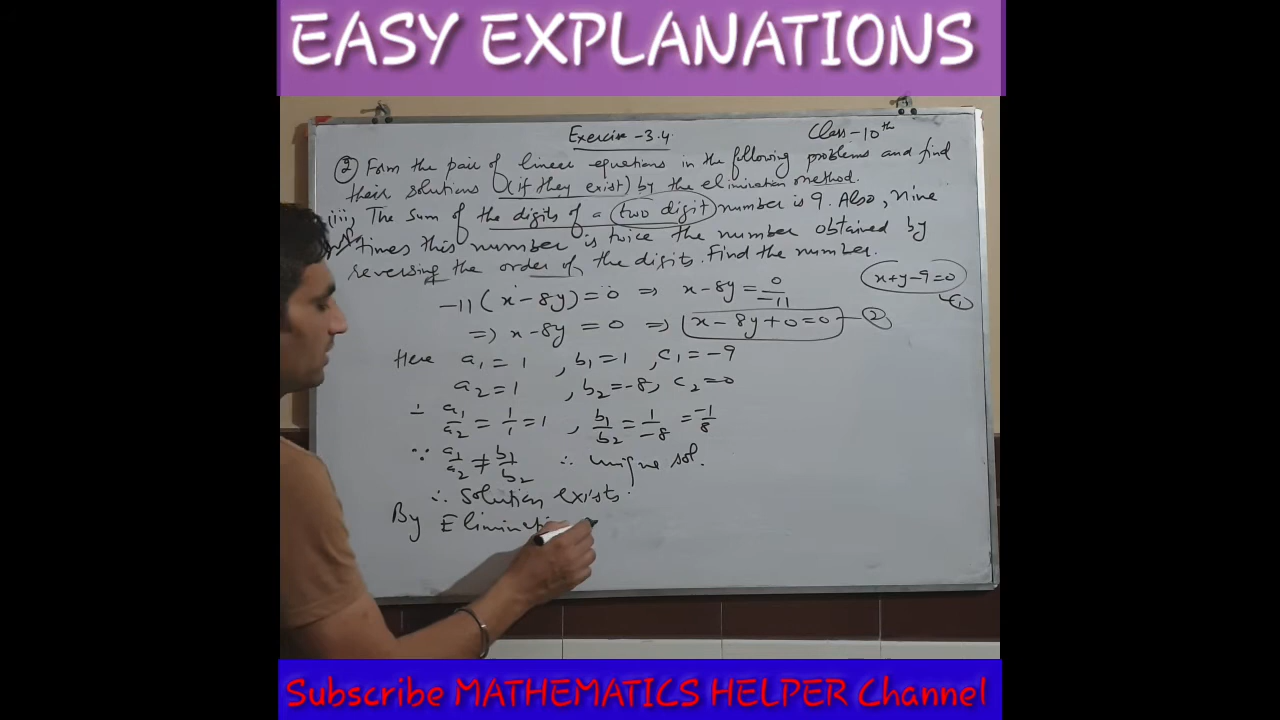 EASY EXPLANATIONS
Exercise - 3.4
Class - 10th
② Form the pair of linear equations in the following problems and find
their solutions (if they exist) by the elimination method.
(iii) The sum of the digits of a two digit number is 9. Also, nine
times this number is twice the number obtained by
reversing the order of the digits. Find the number.
x+y-9=0 ①
-11(x-8y)=0 ⇒ x-8y = 0/-11
⇒ x-8y = 0 ⇒ x-8y+0=0 — ②
Here a₁ = 1 , b₁ = 1 , c₁ = -9
a₂ = 1 , b₂ = -8, c₂ = 0
∴ a₁/a₂ = 1/1 = 1 , b₁/b₂ = 1/-8 = -1/8
∵ a₁/a₂ ≠ b₁/b₂ ∴ unique sol.
∴ Solution exists.
By
Subscribe MATHEMATICS HELPER Channel